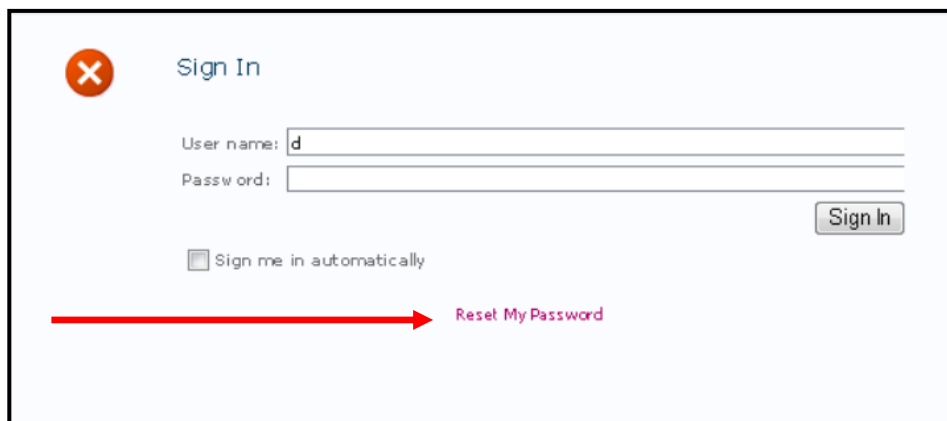 Sign In
User name: d
Password:
Sign In
Sign me in automatically
Reset My Password